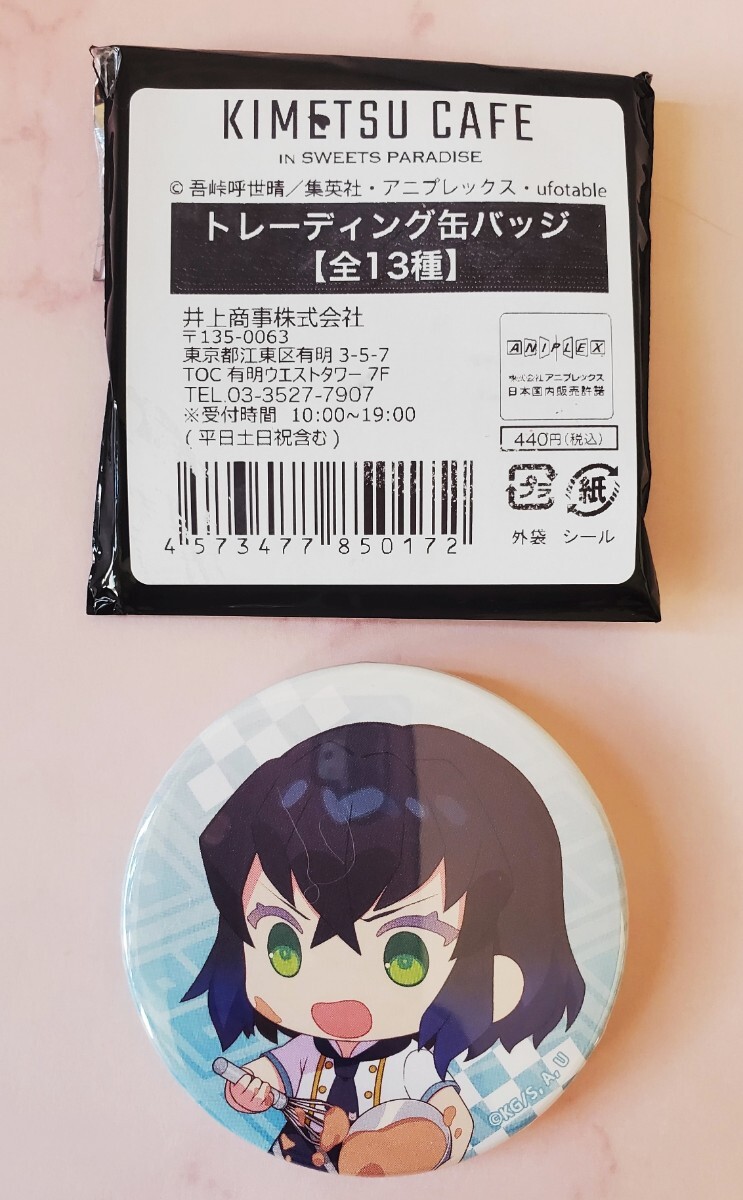 KIMETSU CAFE
IN SWEETS PARADISE
© 吾峠呼世晴／集英社・アニプレックス・ufotable
トレーディング缶バッジ
【全13種】
井上商事株式会社
〒135-0063
東京都江東区有明 3-5-7
TOC 有明ウエストタワー 7F
TEL.03-3527-7907
※受付時間 10:00~19:00
( 平日土日祝含む )
ANIPLEX
株式会社アニプレックス
日本国内販売許諾
440円(税込)
プラ
紙
外袋 シール
4 573477 850172
©KG/S, A, U